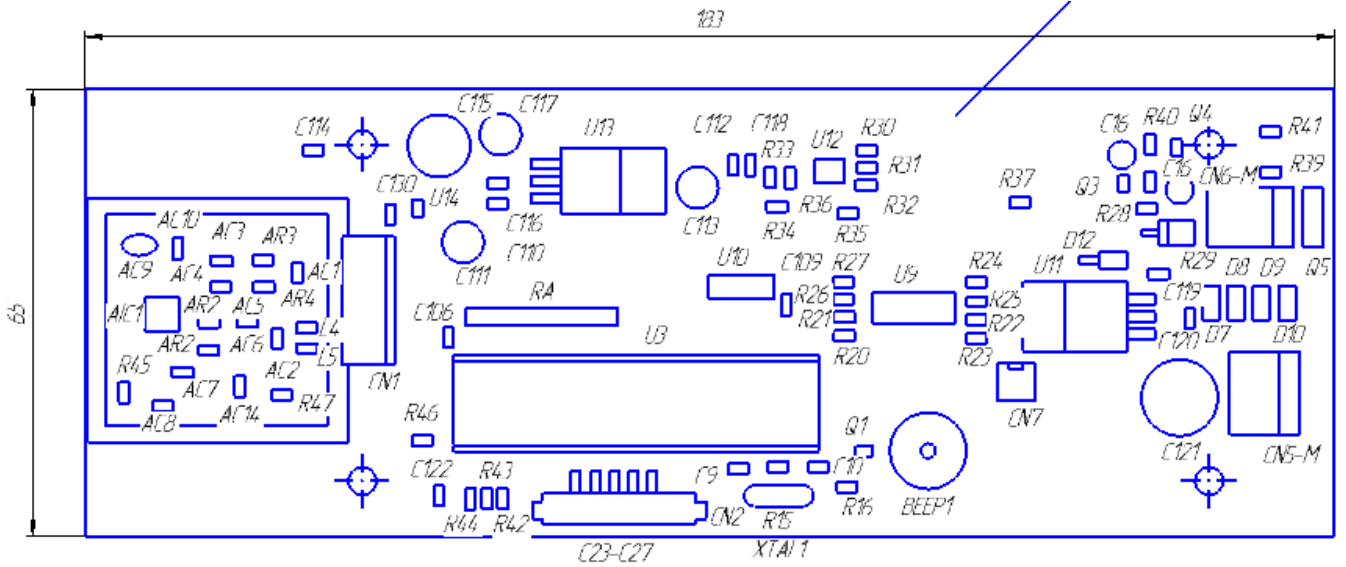 183
65
C114
C115
C117
U13
C112
C118
R33
U12
R30
R31
R32
C16
R40
Q4
R41
R39
C130
U14
C116
C110
C111
C113
R34
R36
R35
R37
Q3
C16
CN6-M
R28
D12
R29
Q5
AC10
AC3
AR3
AC9
AC4
AC1
AR4
AIC1
AR2
AC5
L4
L5
AR2
AC6
AC2
R45
AC7
AC8
AC14
R47
CN1
C106
RA
U3
U10
C109
R27
R26
R21
R20
U9
R24
R25
R22
R23
U11
C119
C120
D7
D8
D9
D10
CN7
C121
CN5-M
R46
C122
R43
R44
R42
CN2
C23-C27
C9
C10
Q1
R15
R16
XTAL1
BEEP1